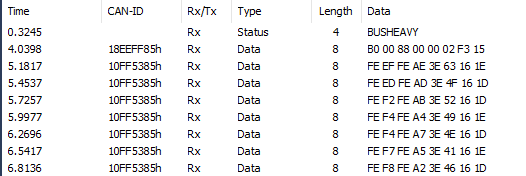 Time CAN-ID Rx/Tx Type Length Data
0.3245 Rx Status 4 BUSHEAVY
4.0398 18EEFF85h Rx Data 8 B0 00 88 00 00 02 F3 15
5.1817 10FF5385h Rx Data 8 FE EF FE AE 3E 63 16 1E
5.4537 10FF5385h Rx Data 8 FE ED FE AD 3E 4F 16 1D
5.7257 10FF5385h Rx Data 8 FE F2 FE AB 3E 52 16 1D
5.9977 10FF5385h Rx Data 8 FE F4 FE A4 3E 49 16 1E
6.2696 10FF5385h Rx Data 8 FE F4 FE A7 3E 4E 16 1D
6.5417 10FF5385h Rx Data 8 FE F7 FE A5 3E 41 16 1E
6.8136 10FF5385h Rx Data 8 FE F8 FE A2 3E 46 16 1D